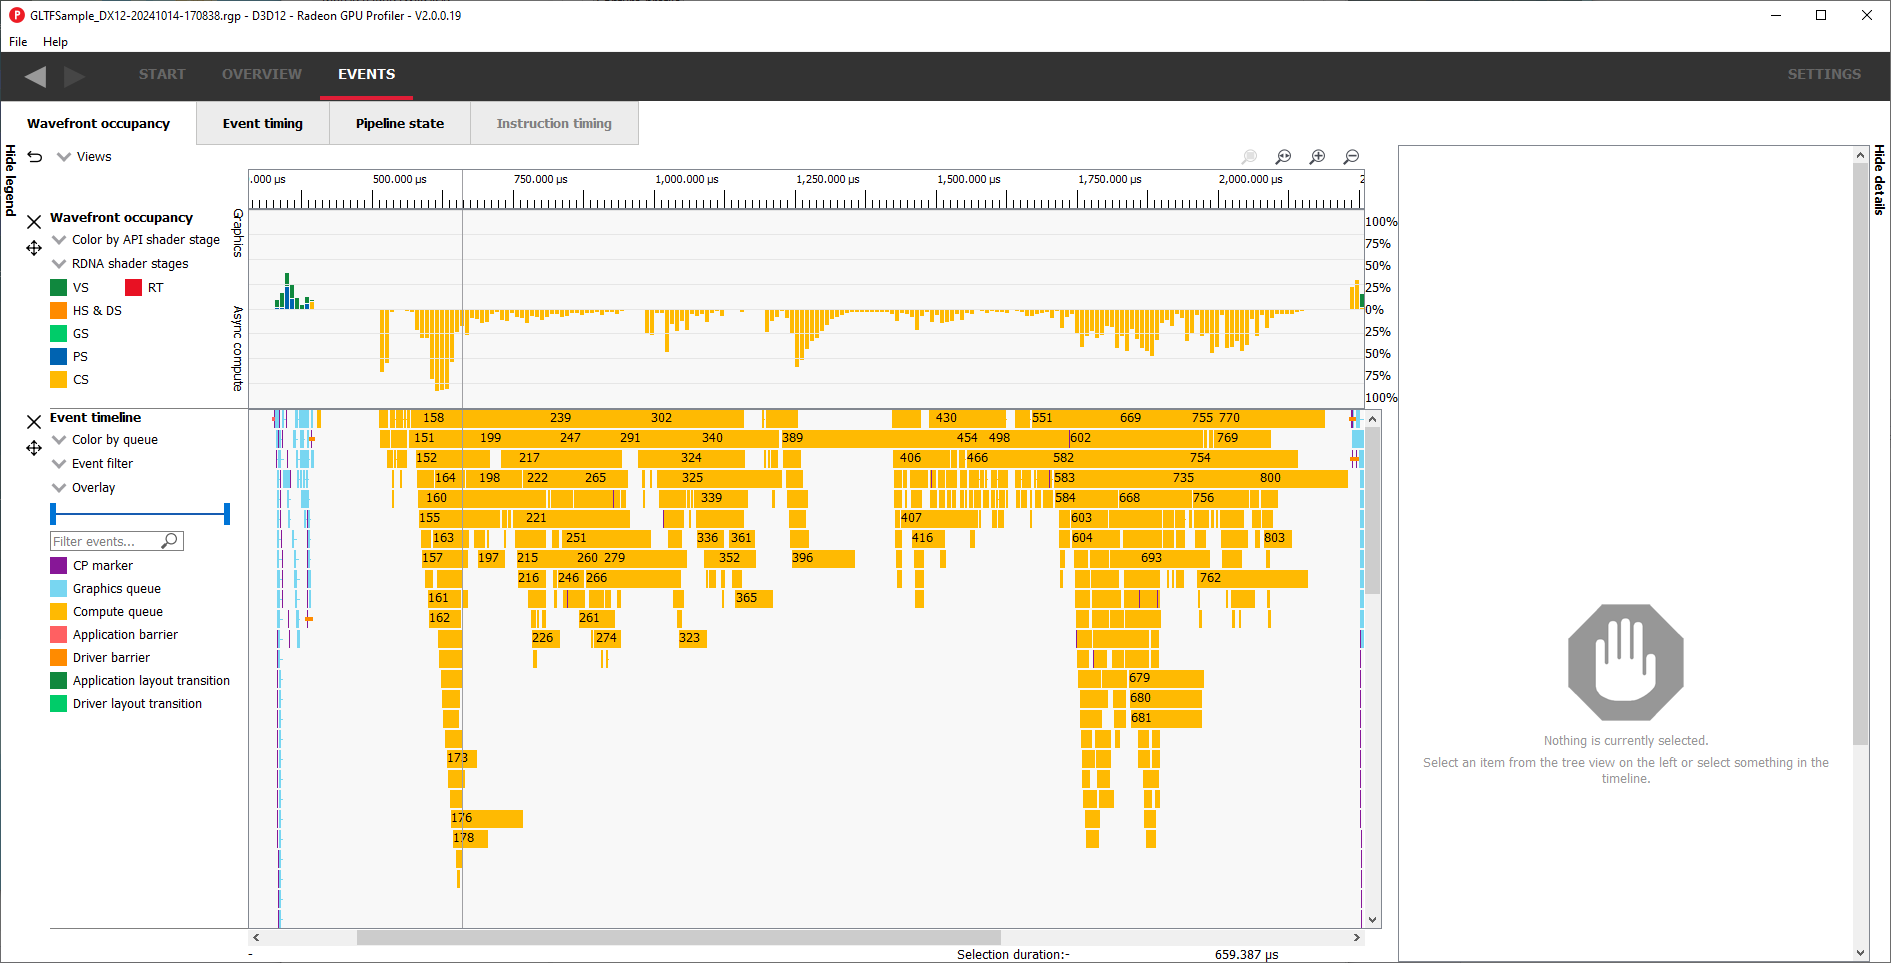 GLTFSample_DX12-20241014-170838.rgp - D3D12 - Radeon GPU Profiler - V2.0.0.19
File Help
START OVERVIEW EVENTS SETTINGS
Wavefront occupancy Event timing Pipeline state Instruction timing
Hide legend
Views
Hide details
.000 µs 500.000 µs 750.000 µs 1,000.000 µs 1,250.000 µs 1,500.000 µs 1,750.000 µs 2,000.000 µs 2
Wavefront occupancy
Color by API shader stage
RDNA shader stages
VS RT
HS & DS
GS
PS
CS
Graphics
Async compute
100%
75%
50%
25%
0%
25%
50%
75%
100%
Event timeline
Color by queue
Event filter
Overlay
Filter events...
CP marker
Graphics queue
Compute queue
Application barrier
Driver barrier
Application layout transition
Driver layout transition
158 239 302 430 551 669 755 770
151 199 247 291 340 389 454 498 602 769
152 217 324 406 466 582 754
164 198 222 265 325 583 735 800
160 339 584 668 756
155 221 407 603
163 251 336 361 416 604 803
157 197 215 260 279 352 396 693
216 246 266 762
161 365
162 261
226 274 323
679
680
681
173
176
178
Nothing is currently selected.
Select an item from the tree view on the left or select something in the
timeline.
- Selection duration:- 659.387 µs